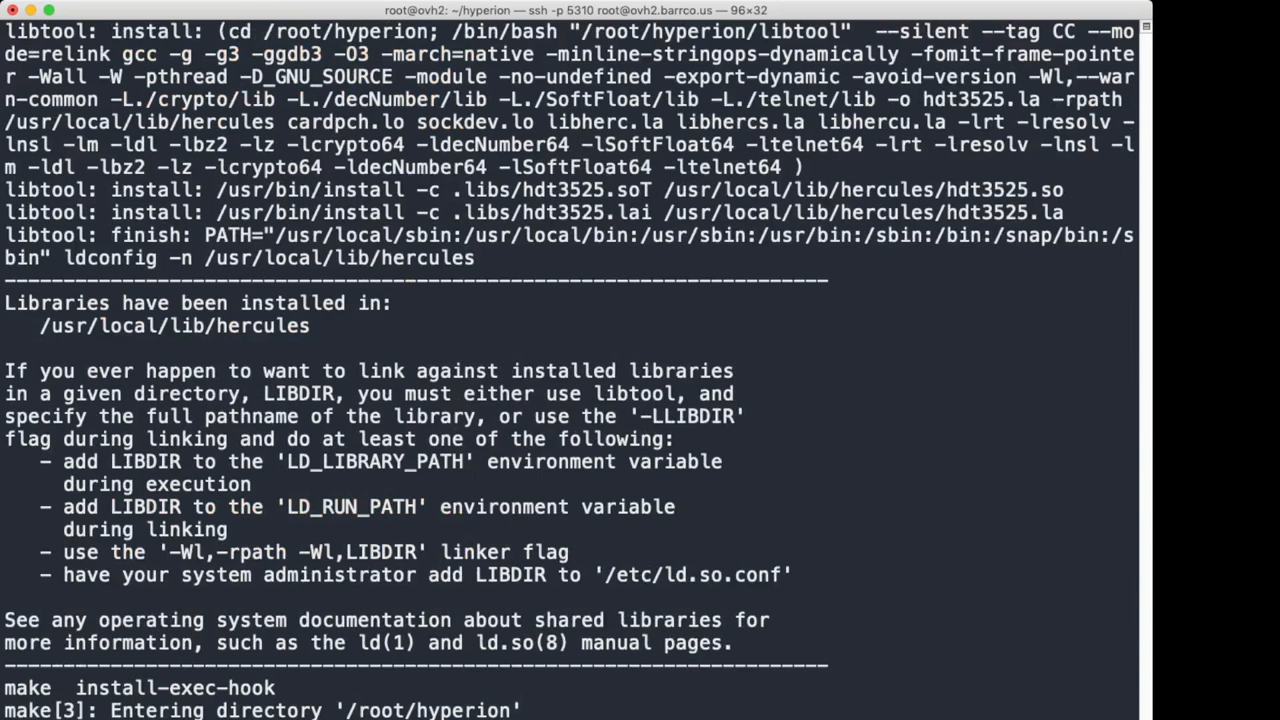 root@ovh2: ~/hyperion — ssh -p 5310 root@ovh2.barrco.us — 96×32
libtool: install: (cd /root/hyperion; /bin/bash "/root/hyperion/libtool"  --silent --tag CC --mo
de=relink gcc -g -g3 -ggdb3 -O3 -march=native -minline-stringops-dynamically -fomit-frame-pointe
r -Wall -W -pthread -D_GNU_SOURCE -module -no-undefined -export-dynamic -avoid-version -Wl,--war
n-common -L./crypto/lib -L./decNumber/lib -L./SoftFloat/lib -L./telnet/lib -o hdt3525.la -rpath
/usr/local/lib/hercules cardpch.lo sockdev.lo libherc.la libhercs.la libhercu.la -lrt -lresolv -
lnsl -lm -ldl -lbz2 -lz -lcrypto64 -ldecNumber64 -lSoftFloat64 -ltelnet64 -lrt -lresolv -lnsl -l
m -ldl -lbz2 -lz -lcrypto64 -ldecNumber64 -lSoftFloat64 -ltelnet64 )
libtool: install: /usr/bin/install -c .libs/hdt3525.soT /usr/local/lib/hercules/hdt3525.so
libtool: install: /usr/bin/install -c .libs/hdt3525.lai /usr/local/lib/hercules/hdt3525.la
libtool: finish: PATH="/usr/local/sbin:/usr/local/bin:/usr/sbin:/usr/bin:/sbin:/bin:/snap/bin:/s
bin" ldconfig -n /usr/local/lib/hercules
----------------------------------------------------------------------
Libraries have been installed in:
   /usr/local/lib/hercules

If you ever happen to want to link against installed libraries
in a given directory, LIBDIR, you must either use libtool, and
specify the full pathname of the library, or use the '-LLIBDIR'
flag during linking and do at least one of the following:
   - add LIBDIR to the 'LD_LIBRARY_PATH' environment variable
     during execution
   - add LIBDIR to the 'LD_RUN_PATH' environment variable
     during linking
   - use the '-Wl,-rpath -Wl,LIBDIR' linker flag
   - have your system administrator add LIBDIR to '/etc/ld.so.conf'

See any operating system documentation about shared libraries for
more information, such as the ld(1) and ld.so(8) manual pages.
----------------------------------------------------------------------
make  install-exec-hook
make[3]: Entering directory '/root/hyperion'